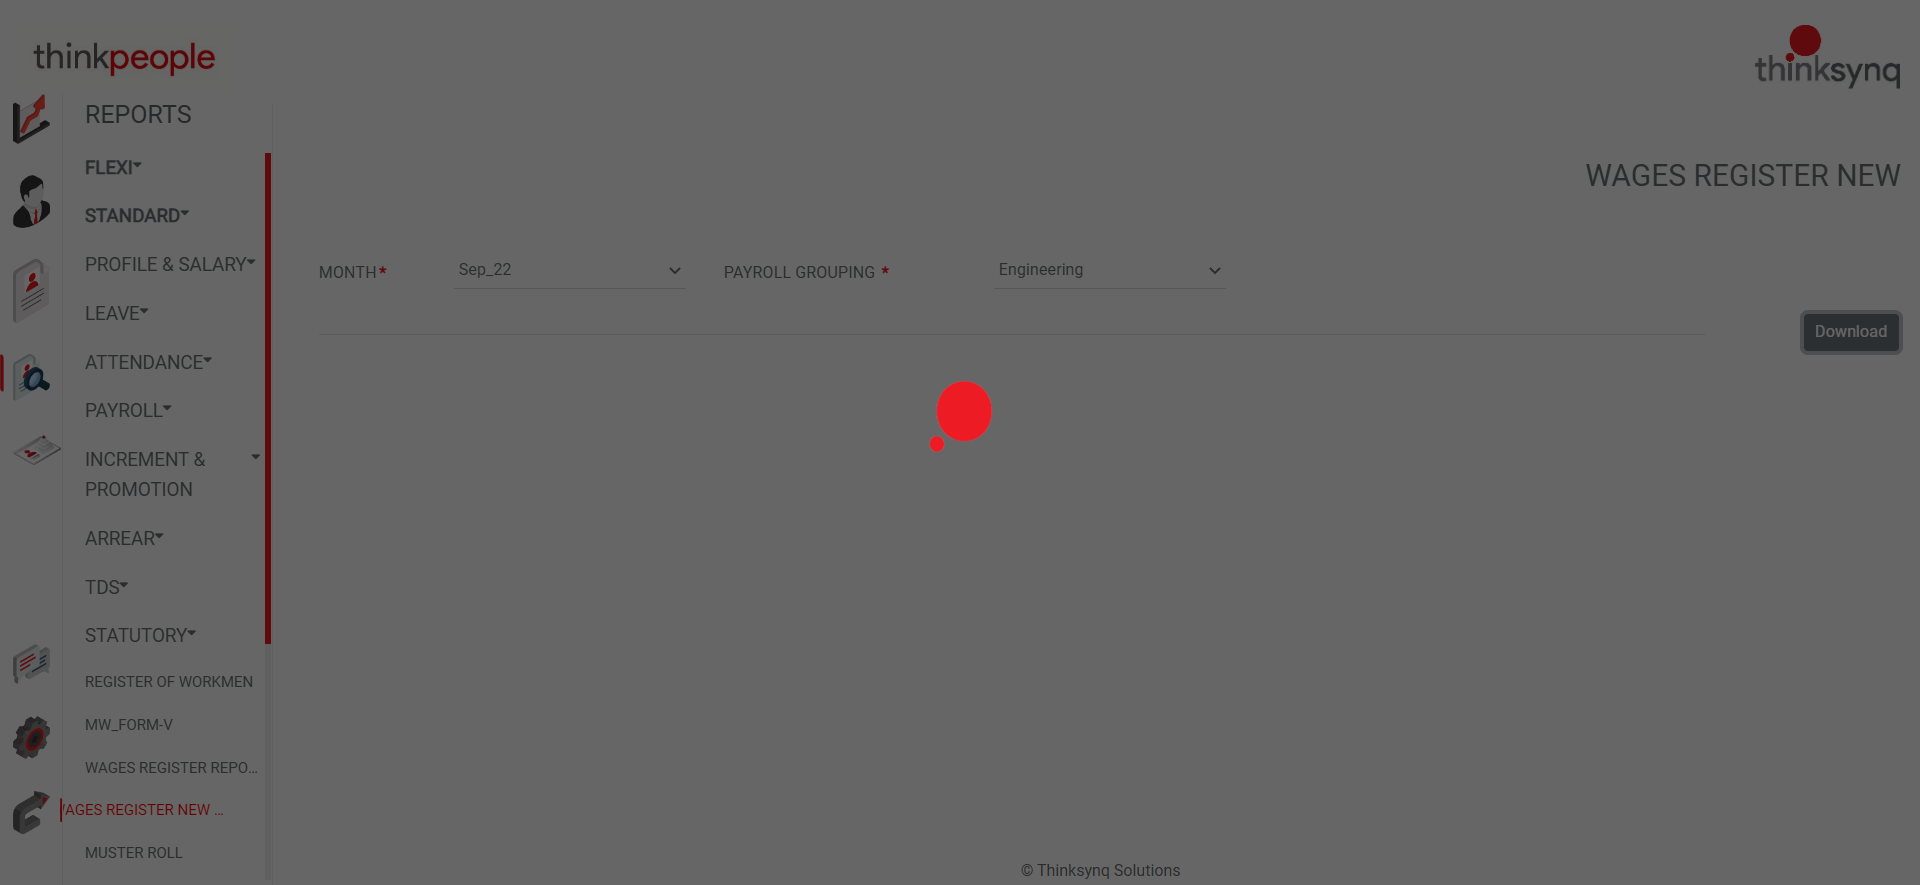 thinkpeople
thinksynq
REPORTS
FLEXI
STANDARD
PROFILE & SALARY
LEAVE
ATTENDANCE
PAYROLL
INCREMENT &
PROMOTION
ARREAR
TDS
STATUTORY
REGISTER OF WORKMEN
MW_FORM-V
WAGES REGISTER REPO...
AGES REGISTER NEW ...
MUSTER ROLL
WAGES REGISTER NEW
MONTH* Sep_22 PAYROLL GROUPING * Engineering
Download
© Thinksynq Solutions